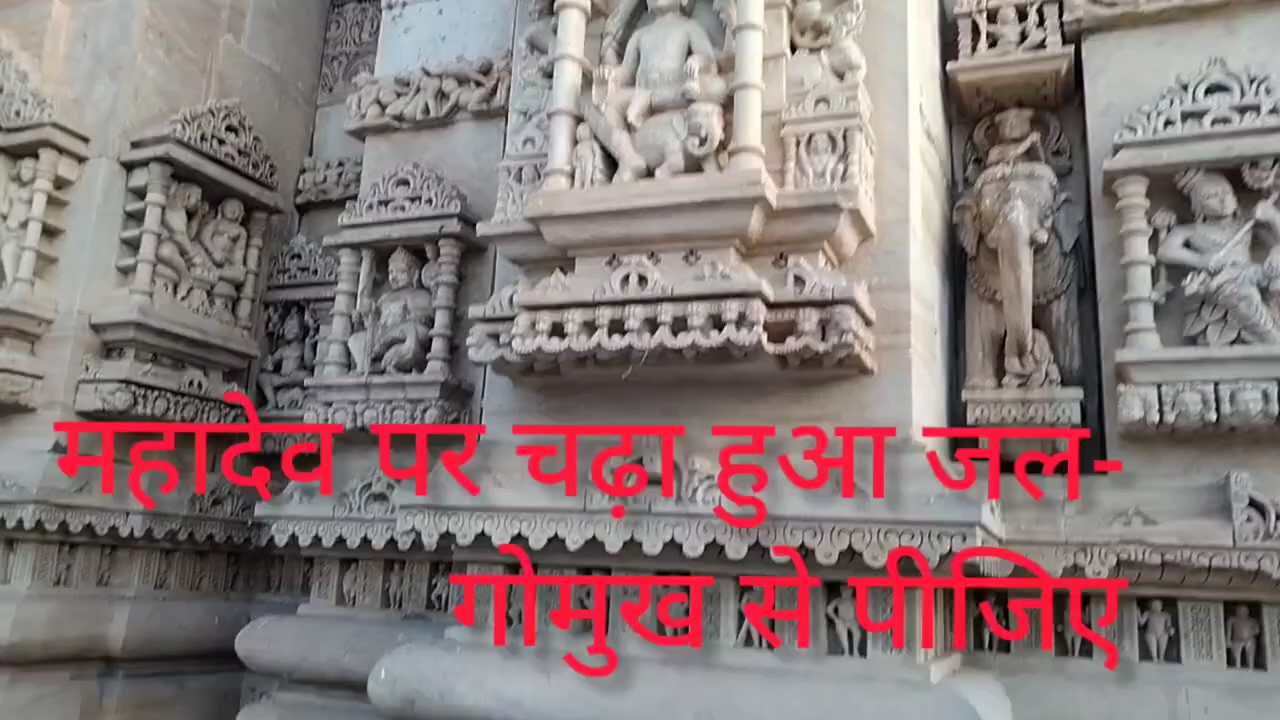 महादेव पर चढ़ा हुआ जल-
गोमुख से पीजिए